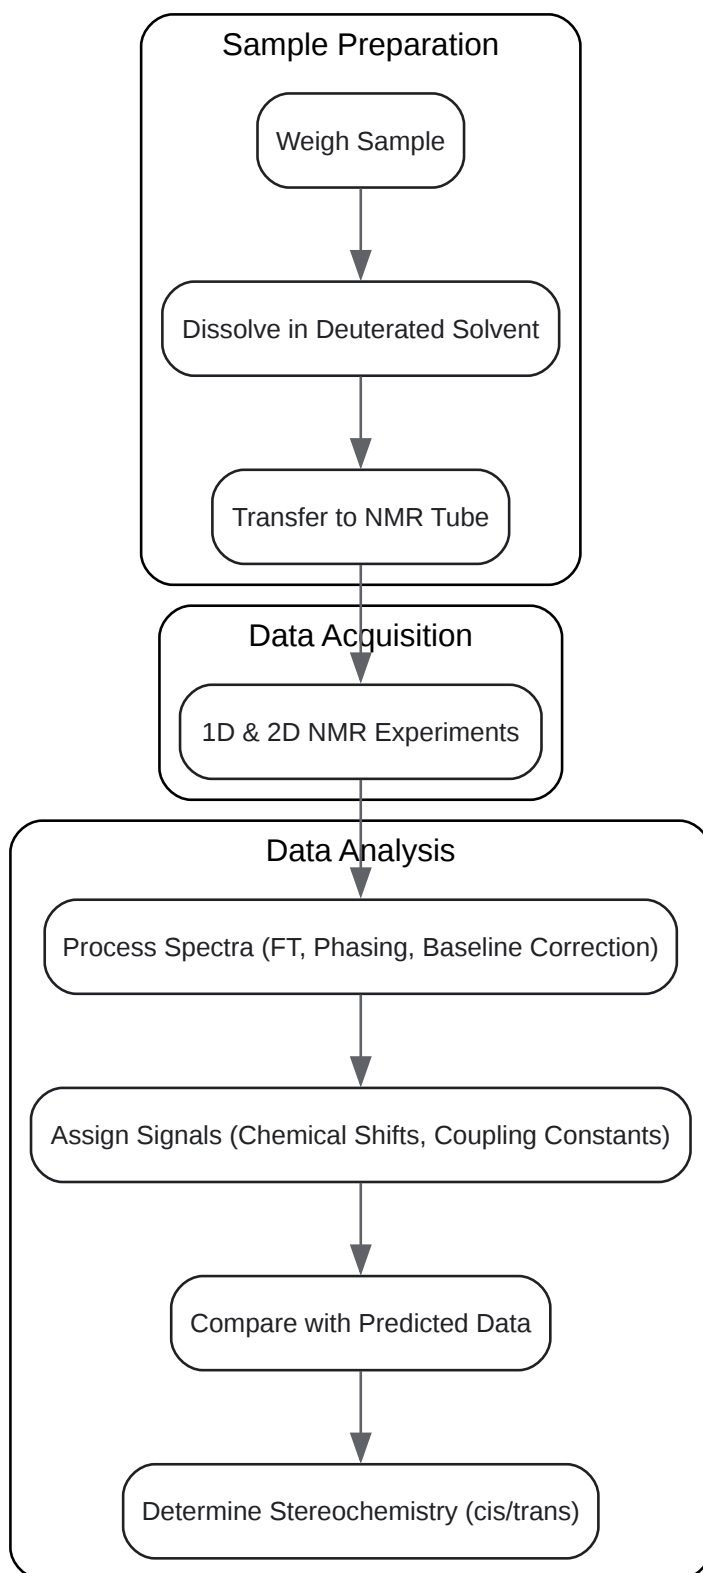 Sample Preparation
Weigh Sample
Dissolve in Deuterated Solvent
Transfer to NMR Tube
Data Acquisition
1D & 2D NMR Experiments
Data Analysis
Process Spectra (FT, Phasing, Baseline Correction)
Assign Signals (Chemical Shifts, Coupling Constants)
Compare with Predicted Data
Determine Stereochemistry (cis/trans)